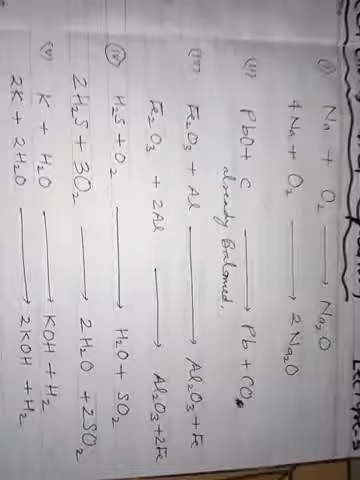 (i) Na + O₂ ⟶ Na₂O
4Na + O₂ ⟶ 2Na₂O
(ii) PbO + C ⟶ Pb + CO
already Balanced.
(iii) Fe₂O₃ + Al ⟶ Al₂O₃ + Fe
Fe₂O₃ + 2Al ⟶ Al₂O₃ + 2Fe
(iv) H₂S + O₂ ⟶ H₂O + SO₂
2H₂S + 3O₂ ⟶ 2H₂O + 2SO₂
(v) K + H₂O ⟶ KOH + H₂
2K + 2H₂O ⟶ 2KOH + H₂